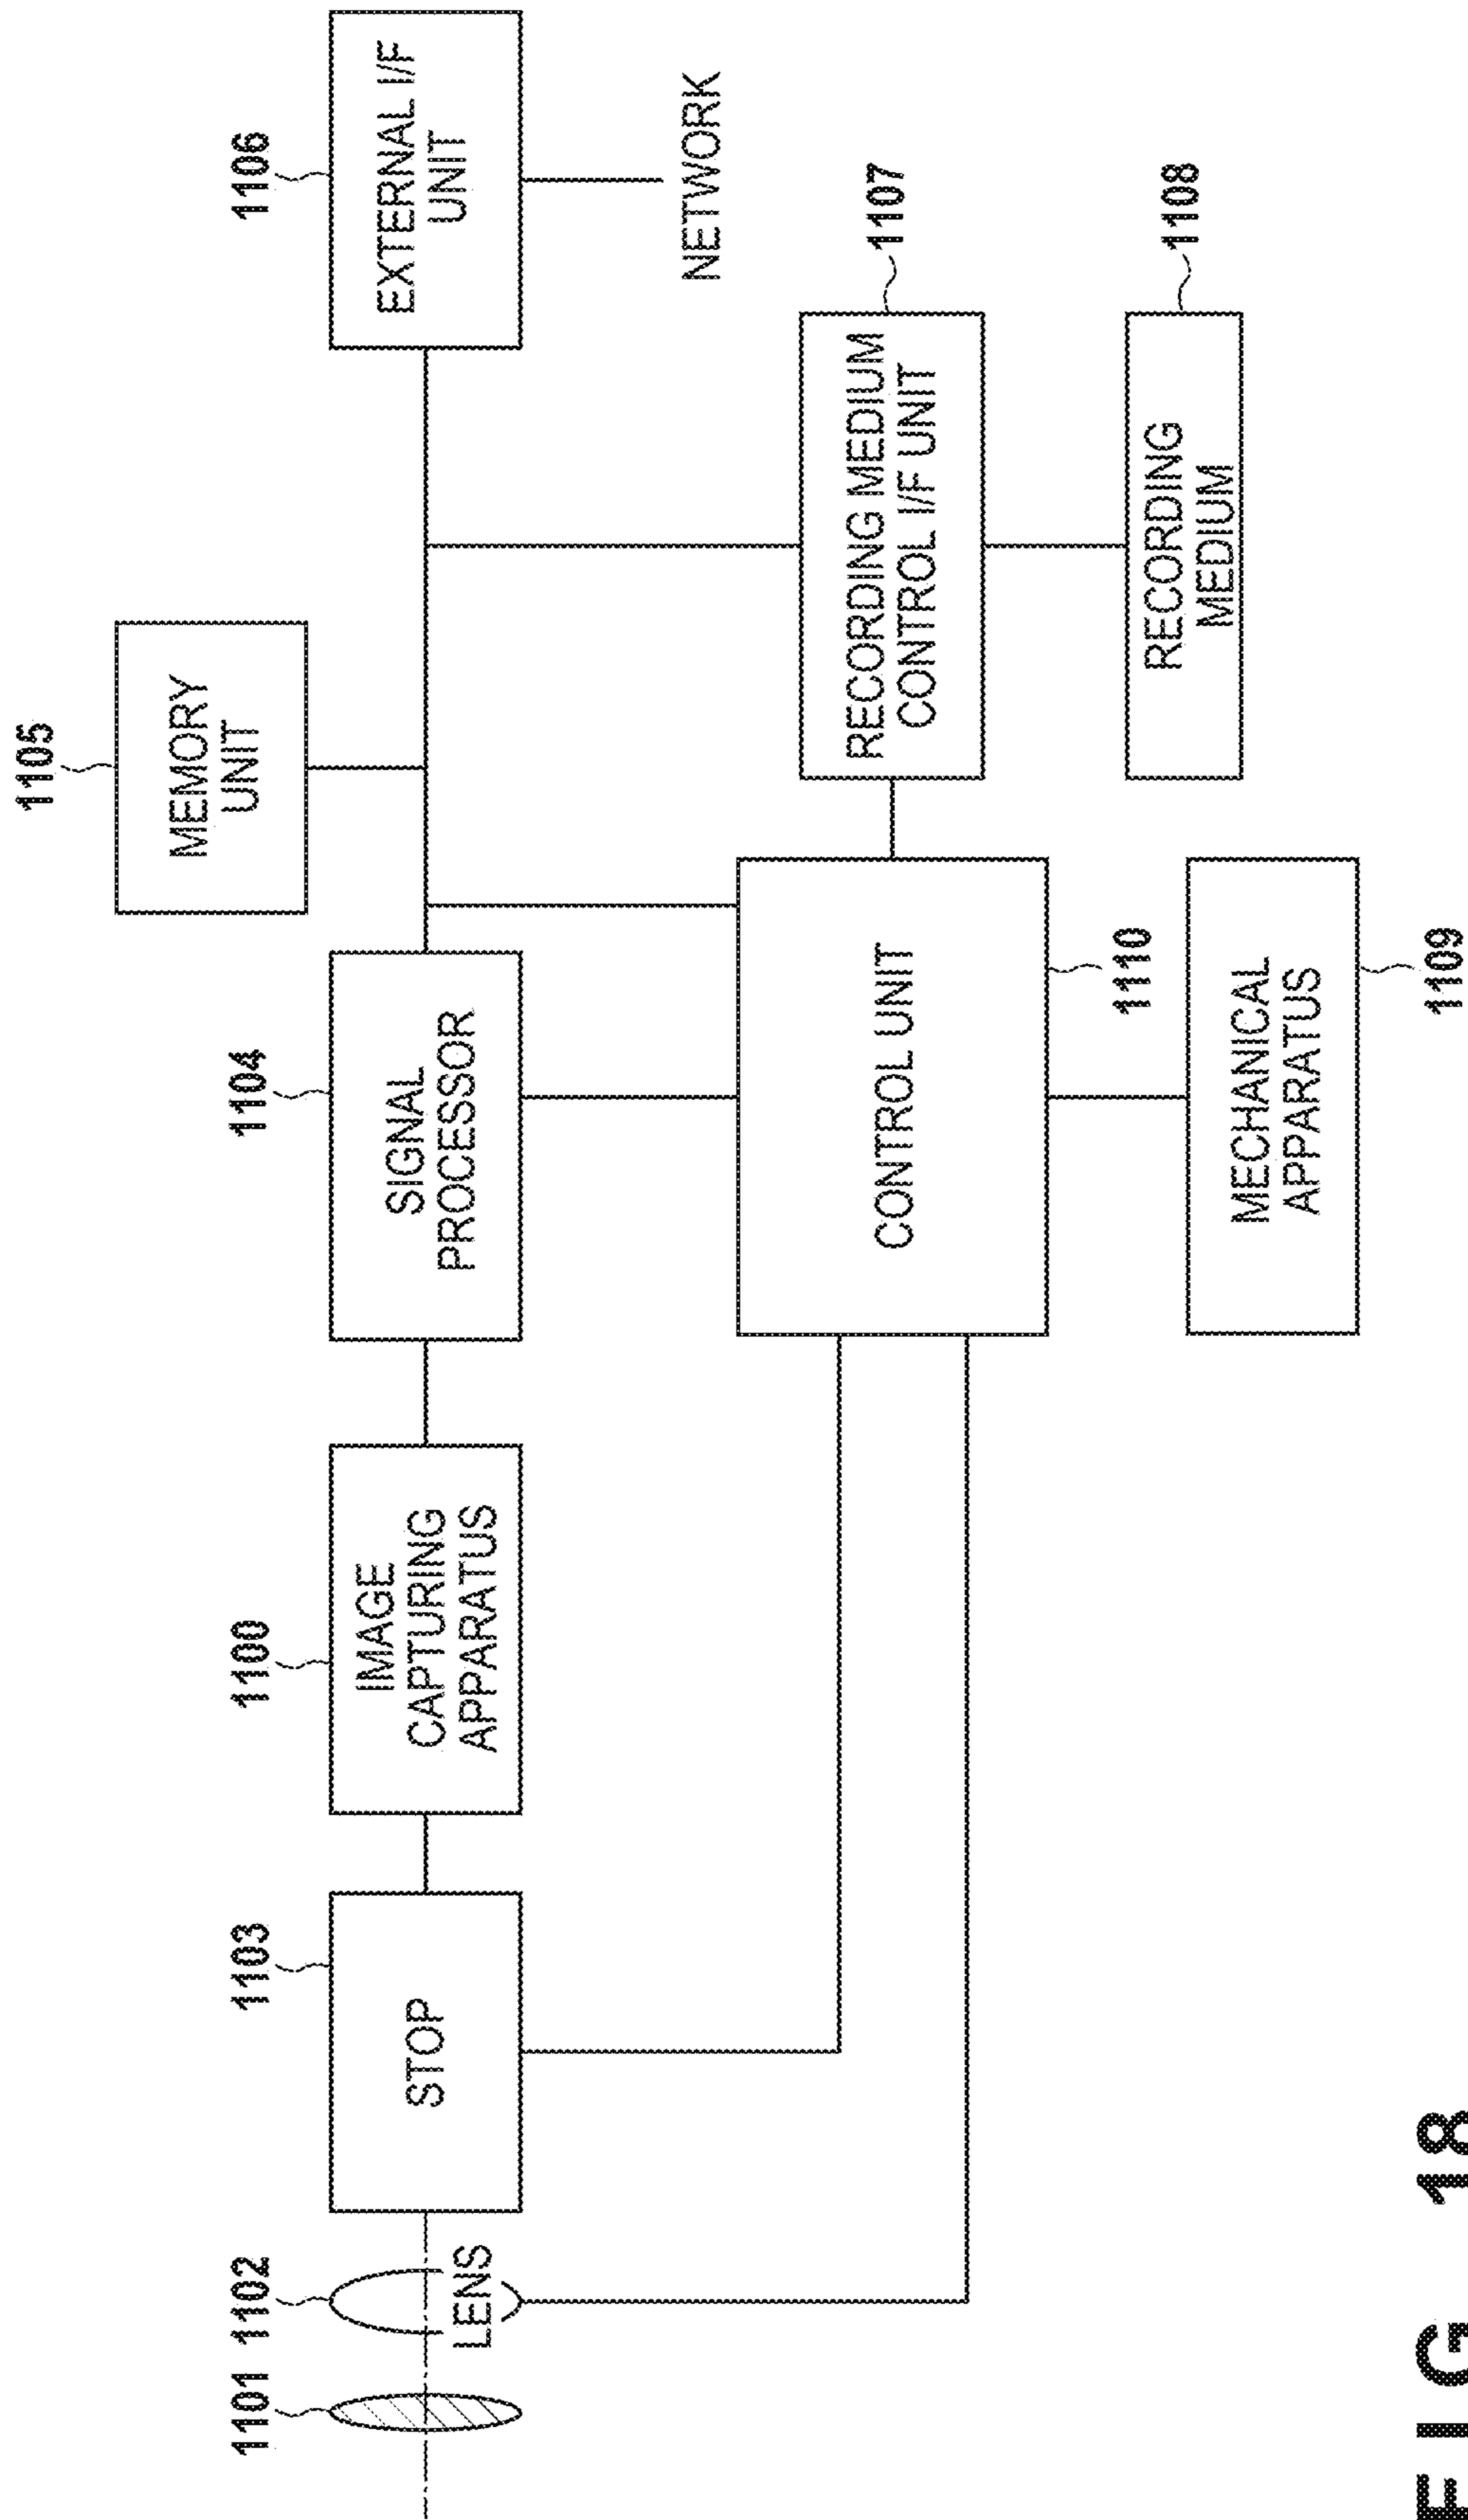 1101
1102
LENS
1103
STOP
1100
IMAGE
CAPTURING
APPARATUS
1104
SIGNAL
PROCESSOR
1105
MEMORY
UNIT
1106
EXTERNAL I/F
UNIT
NETWORK
1107
RECORDING MEDIUM
CONTROL I/F UNIT
1108
RECORDING
MEDIUM
CONTROL UNIT
1110
MECHANICAL
APPARATUS
1109
FIG. 18